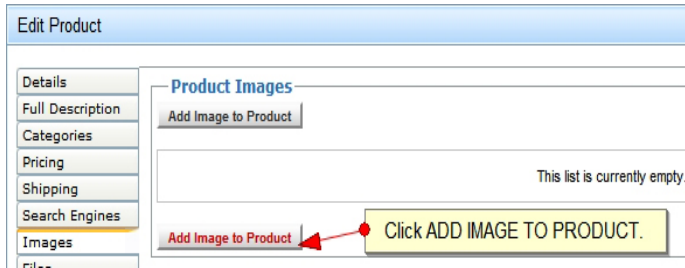 Edit Product
Details
Full Description
Categories
Pricing
Shipping
Search Engines
Images
Files
Product Images
Add Image to Product
This list is currently empty.
Add Image to Product
Click ADD IMAGE TO PRODUCT.